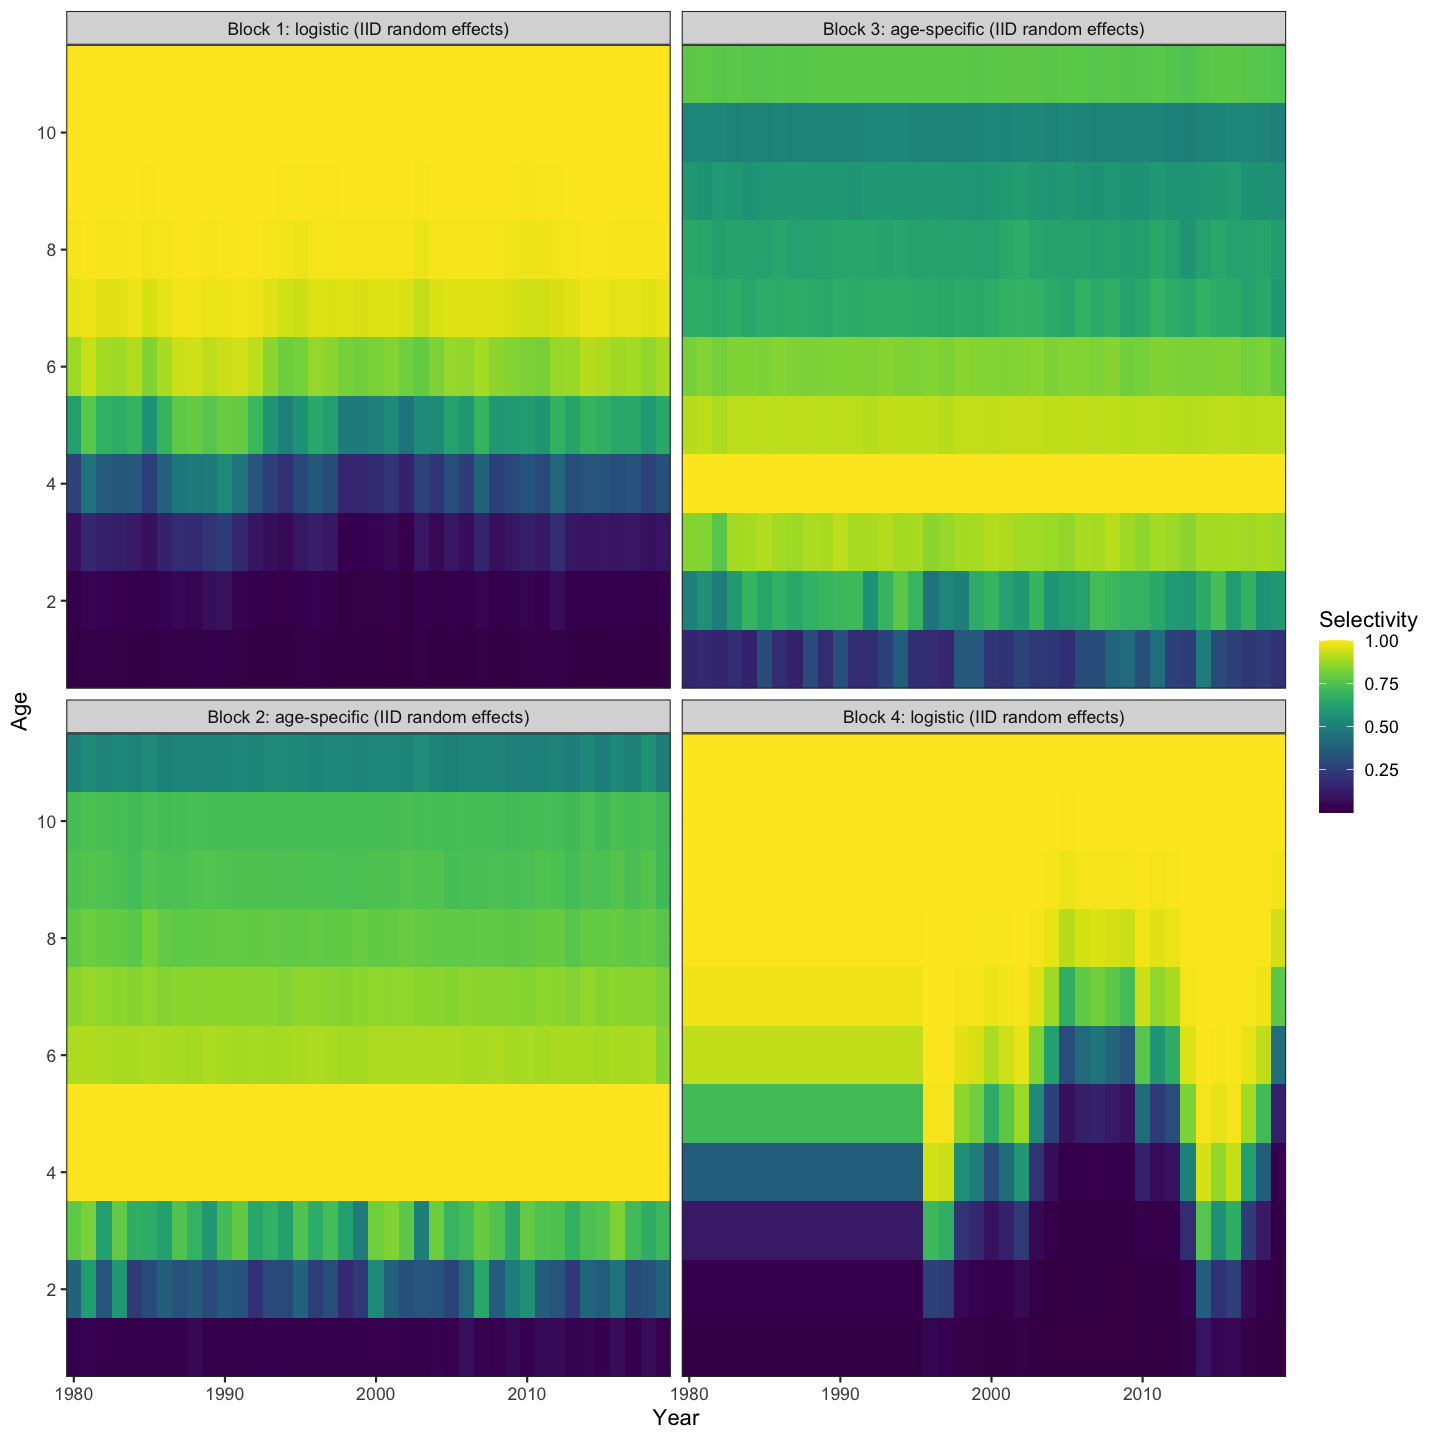 Block 1: logistic (IID random effects)
Block 3: age-specific (IID random effects)
10
8
6
4
2
Selectivity
1.00
0.75
0.50
0.25
Age
Block 2: age-specific (IID random effects)
Block 4: logistic (IID random effects)
10
8
6
4
2
1980 1990 2000 2010
1980 1990 2000 2010
Year